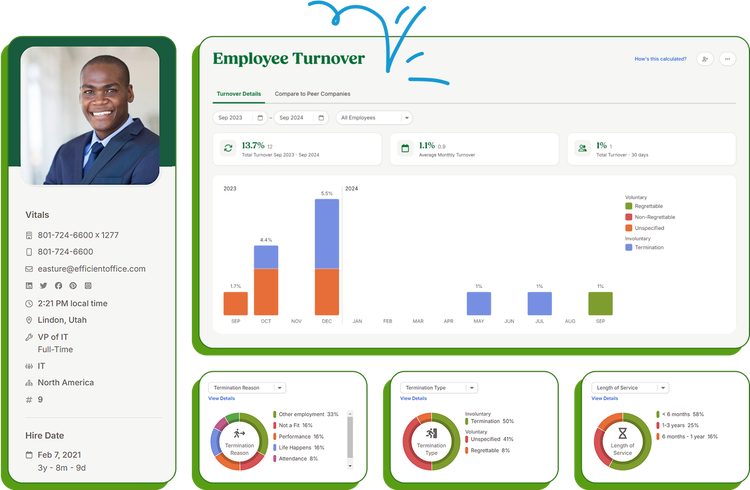 Vitals
801-724-6600 x 1277
801-724-6600
easture@efficientoffice.com
2:21 PM local time
Lindon, Utah
VP of IT
Full-Time
IT
North America
# 9
Hire Date
Feb 7, 2021
3y - 8m - 9d
Employee Turnover
How's this calculated?
Turnover Details
Compare to Peer Companies
Sep 2023 – Sep 2024
All Employees
13.7% 12
Total Turnover Sep 2023 - Sep 2024
1.1% 0.8
Average Monthly Turnover
1% 1
Total Turnover - 30 days
2023 2024
1.7% 4.4% 5.5% 1% 1% 1%
SEP OCT NOV DEC JAN FEB MAR APR MAY JUN JUL AUG SEP
Voluntary
Regrettable
Non-Regrettable
Unspecified
Involuntary
Termination
Termination Reason
View Details
Termination
Reason
Other employment 33%
Not a Fit 16%
Performance 16%
Life Happens 16%
Attendance 8%
Termination Type
View Details
Termination
Type
Involuntary
Termination 50%
Voluntary
Unspecified 41%
Regrettable 8%
Length of Service
View Details
Length of
Service
< 6 months 58%
1-3 years 25%
6 months - 1 year 16%